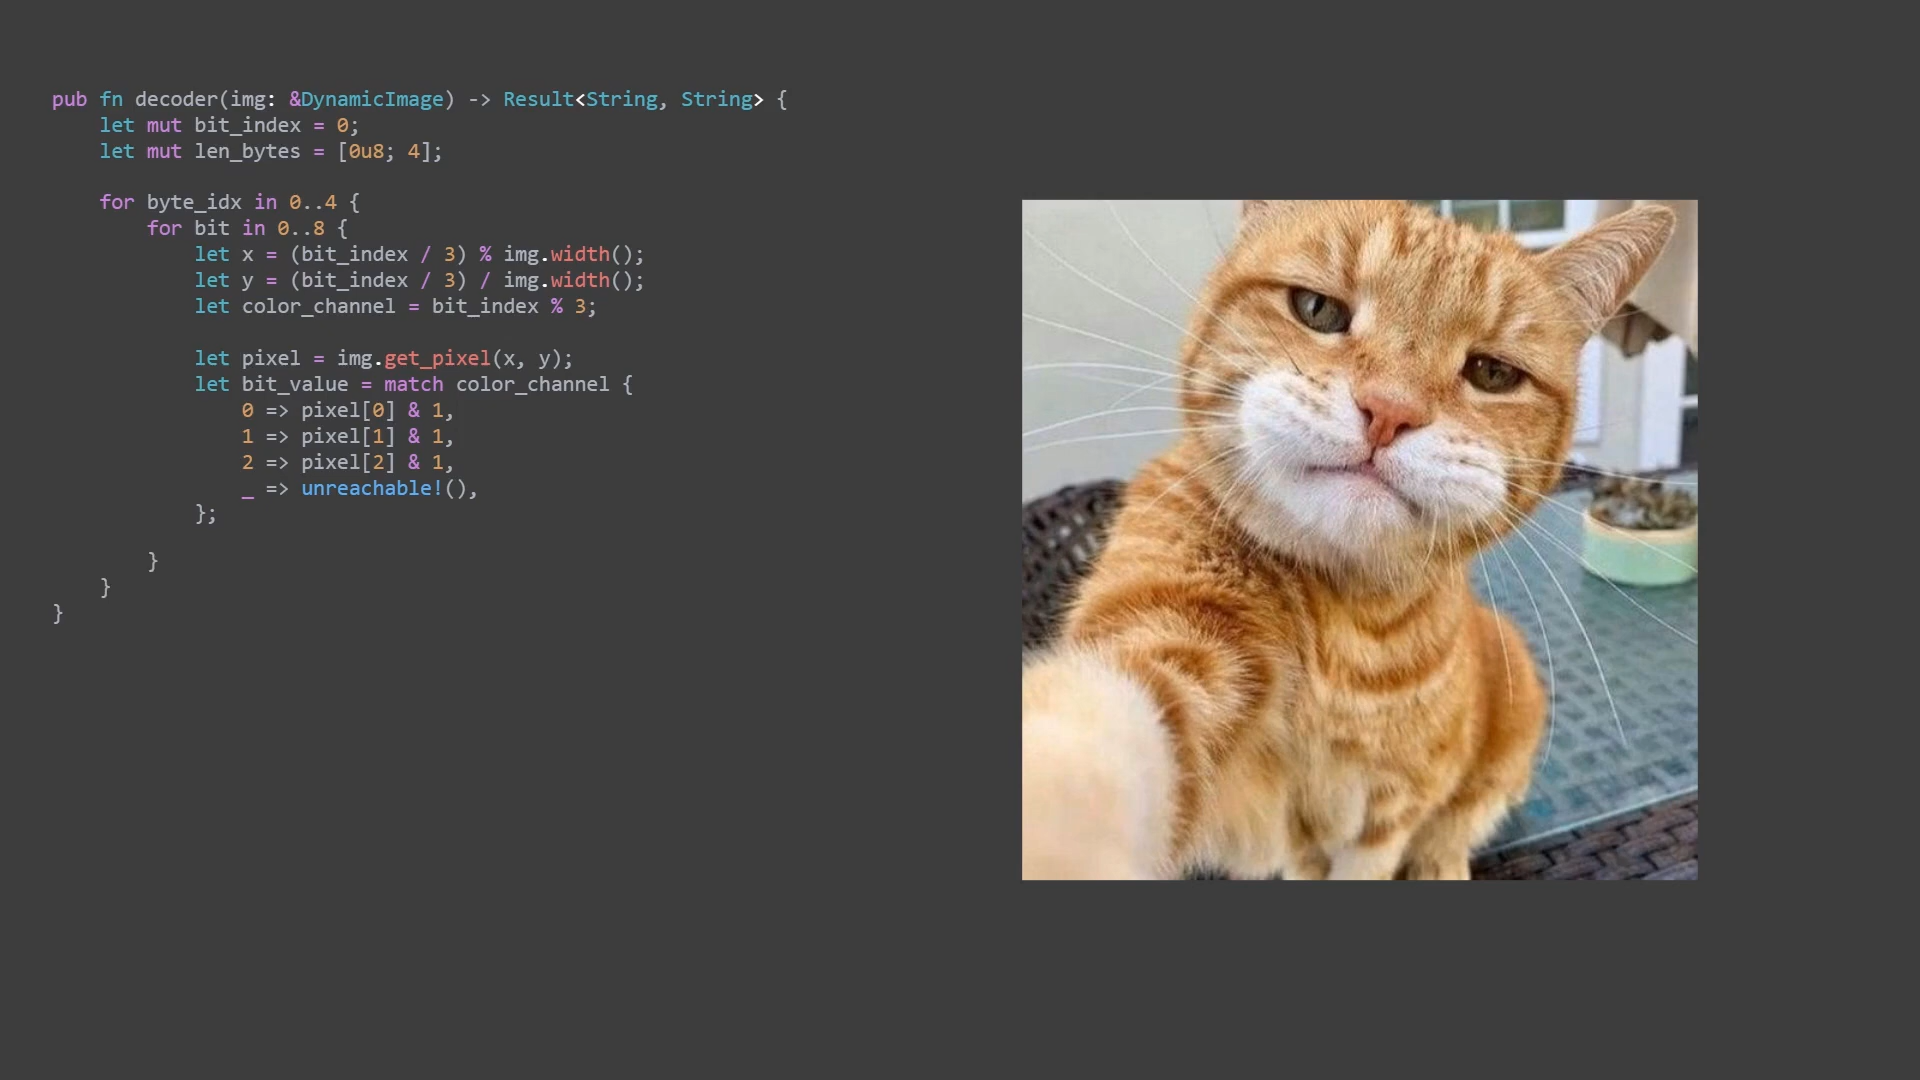 pub fn decoder(img: &DynamicImage) -> Result<String, String> {
    let mut bit_index = 0;
    let mut len_bytes = [0u8; 4];

    for byte_idx in 0..4 {
        for bit in 0..8 {
            let x = (bit_index / 3) % img.width();
            let y = (bit_index / 3) / img.width();
            let color_channel = bit_index % 3;

            let pixel = img.get_pixel(x, y);
            let bit_value = match color_channel {
                0 => pixel[0] & 1,
                1 => pixel[1] & 1,
                2 => pixel[2] & 1,
                _ => unreachable!(),
            };

        }
    }
}